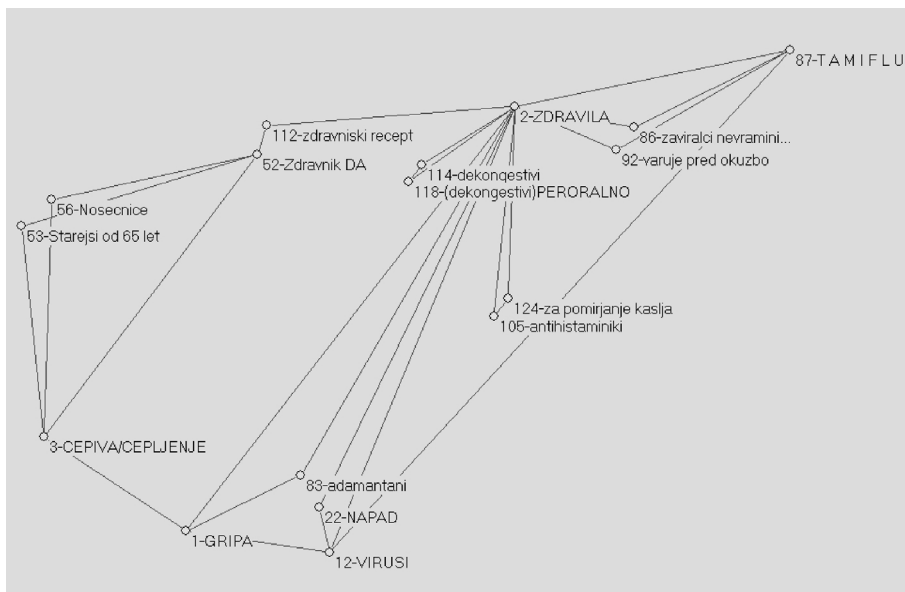 87-T A M I F L U
2-ZDRAVILA
112-zdravniski recept
86-zaviralci nevramini...
52-Zdravnik DA
92-varuje pred okuzbo
114-dekongestivi
118-(dekongestivi)PERORALNO
56-Nosecnice
53-Starejsi od 65 let
124-za pomirjanje kaslja
105-antihistaminiki
3-CEPIVA/CEPLJENJE
83-adamantani
22-NAPAD
1-GRIPA
12-VIRUSI